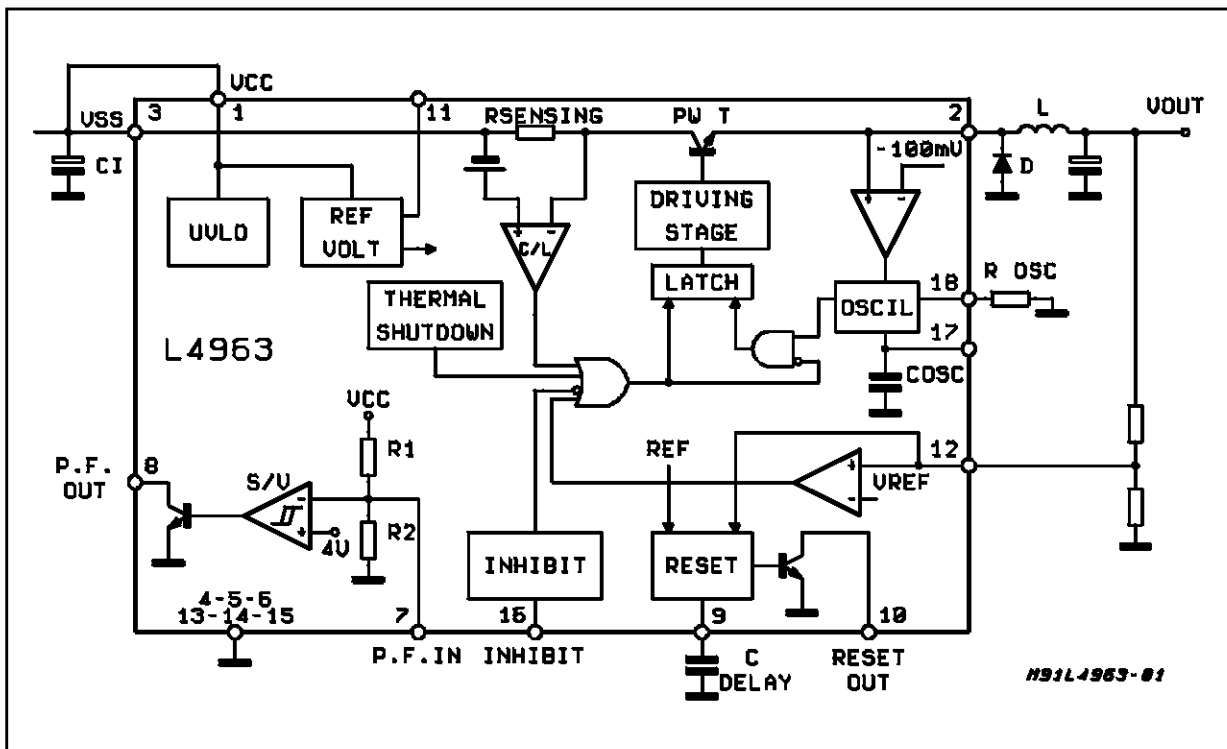 VCC
3
1
11
RSENSING
PW T
2
L
VOUT
VSS
CI
-100mV
D
UVLO
REF
VOLT
+ -
C/L
DRIVING
STAGE
+ -
LATCH
OSCIL
18
R OSC
THERMAL
SHUTDOWN
17
L4963
COSC
VCC
P.F.
OUT
8
R1
REF
12
S/V
-
+
4V
R2
+
-
VREF
INHIBIT
RESET
4-5-6
13-14-15
7
16
9
10
P.F.IN
INHIBIT
C
DELAY
RESET
OUT
M91L4963-01